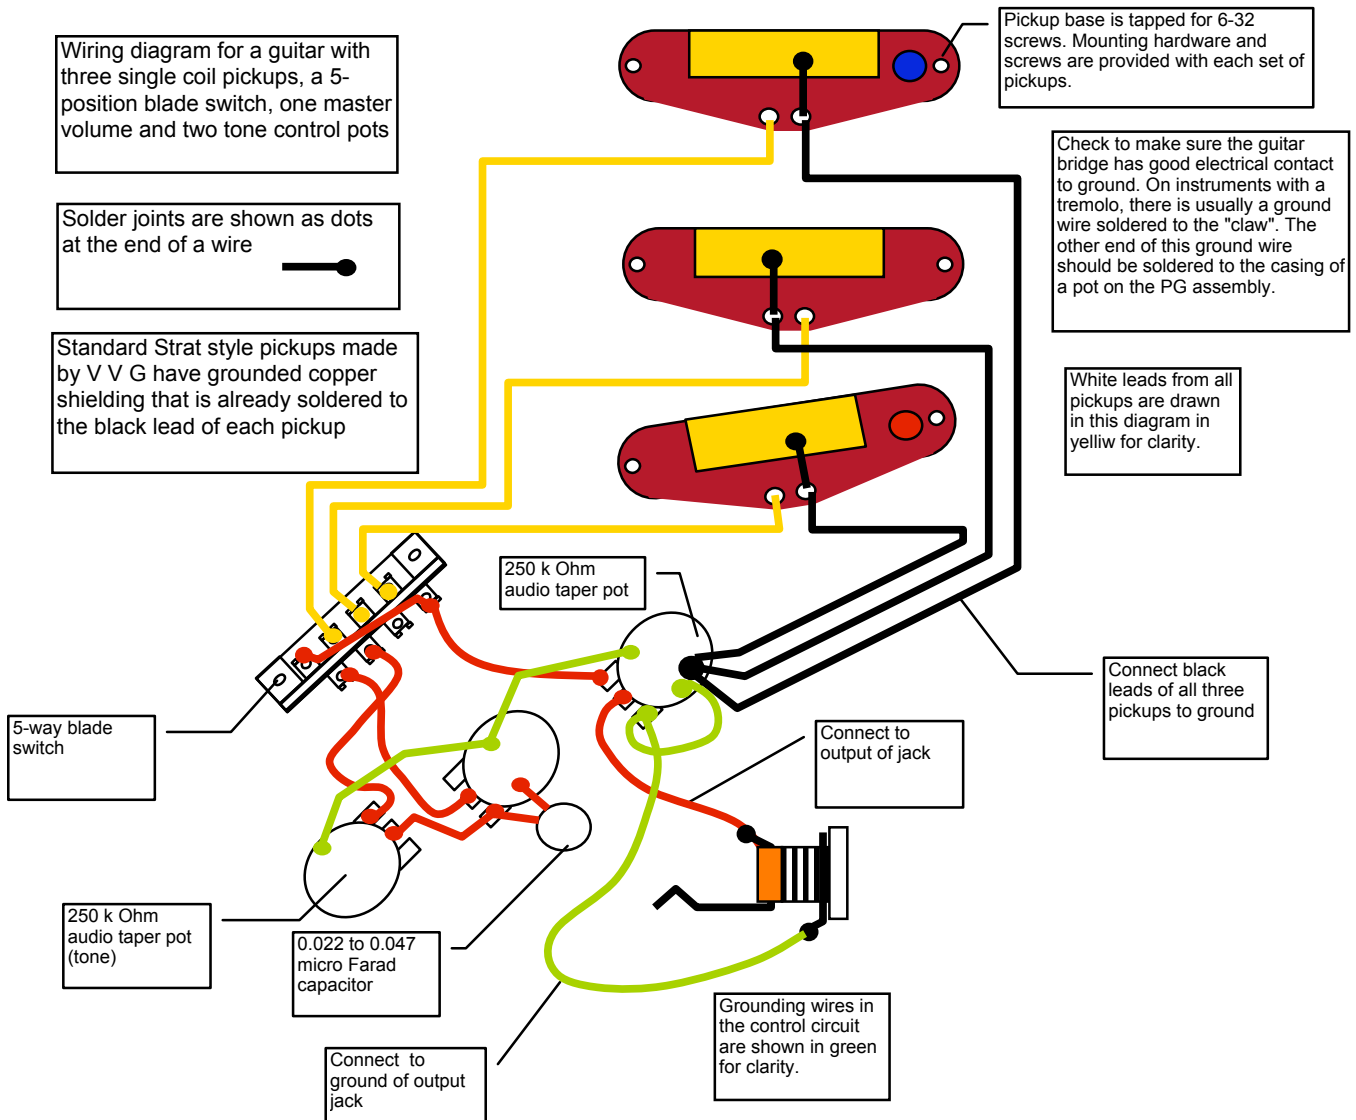 Wiring diagram for a guitar with
three single coil pickups, a 5-
position blade switch, one master
volume and two tone control pots
Pickup base is tapped for 6-32
screws. Mounting hardware and
screws are provided with each set of
pickups.
Check to make sure the guitar
bridge has good electrical contact
to ground. On instruments with a
tremolo, there is usually a ground
wire soldered to the "claw". The
other end of this ground wire
should be soldered to the casing of
a pot on the PG assembly.
Solder joints are shown as dots
at the end of a wire
Standard Strat style pickups made
by V V G have grounded copper
shielding that is already soldered to
the black lead of each pickup
White leads from all
pickups are drawn
in this diagram in
yelliw for clarity.
250 k Ohm
audio taper pot
Connect black
leads of all three
pickups to ground
5-way blade
switch
Connect to
output of jack
250 k Ohm
audio taper pot
(tone)
0.022 to 0.047
micro Farad
capacitor
Grounding wires in
the control circuit
are shown in green
for clarity.
Connect to
ground of output
jack